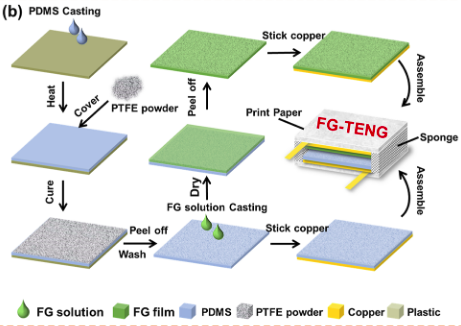 (b)
PDMS Casting
Heat
Cover
PTFE powder
Cure
Peel off
Wash
FG solution Casting
Dry
Peel off
Stick copper
Stick copper
Assemble
Assemble
Print Paper
FG-TENG
Sponge
FG solution
FG film
PDMS
PTFE powder
Copper
Plastic